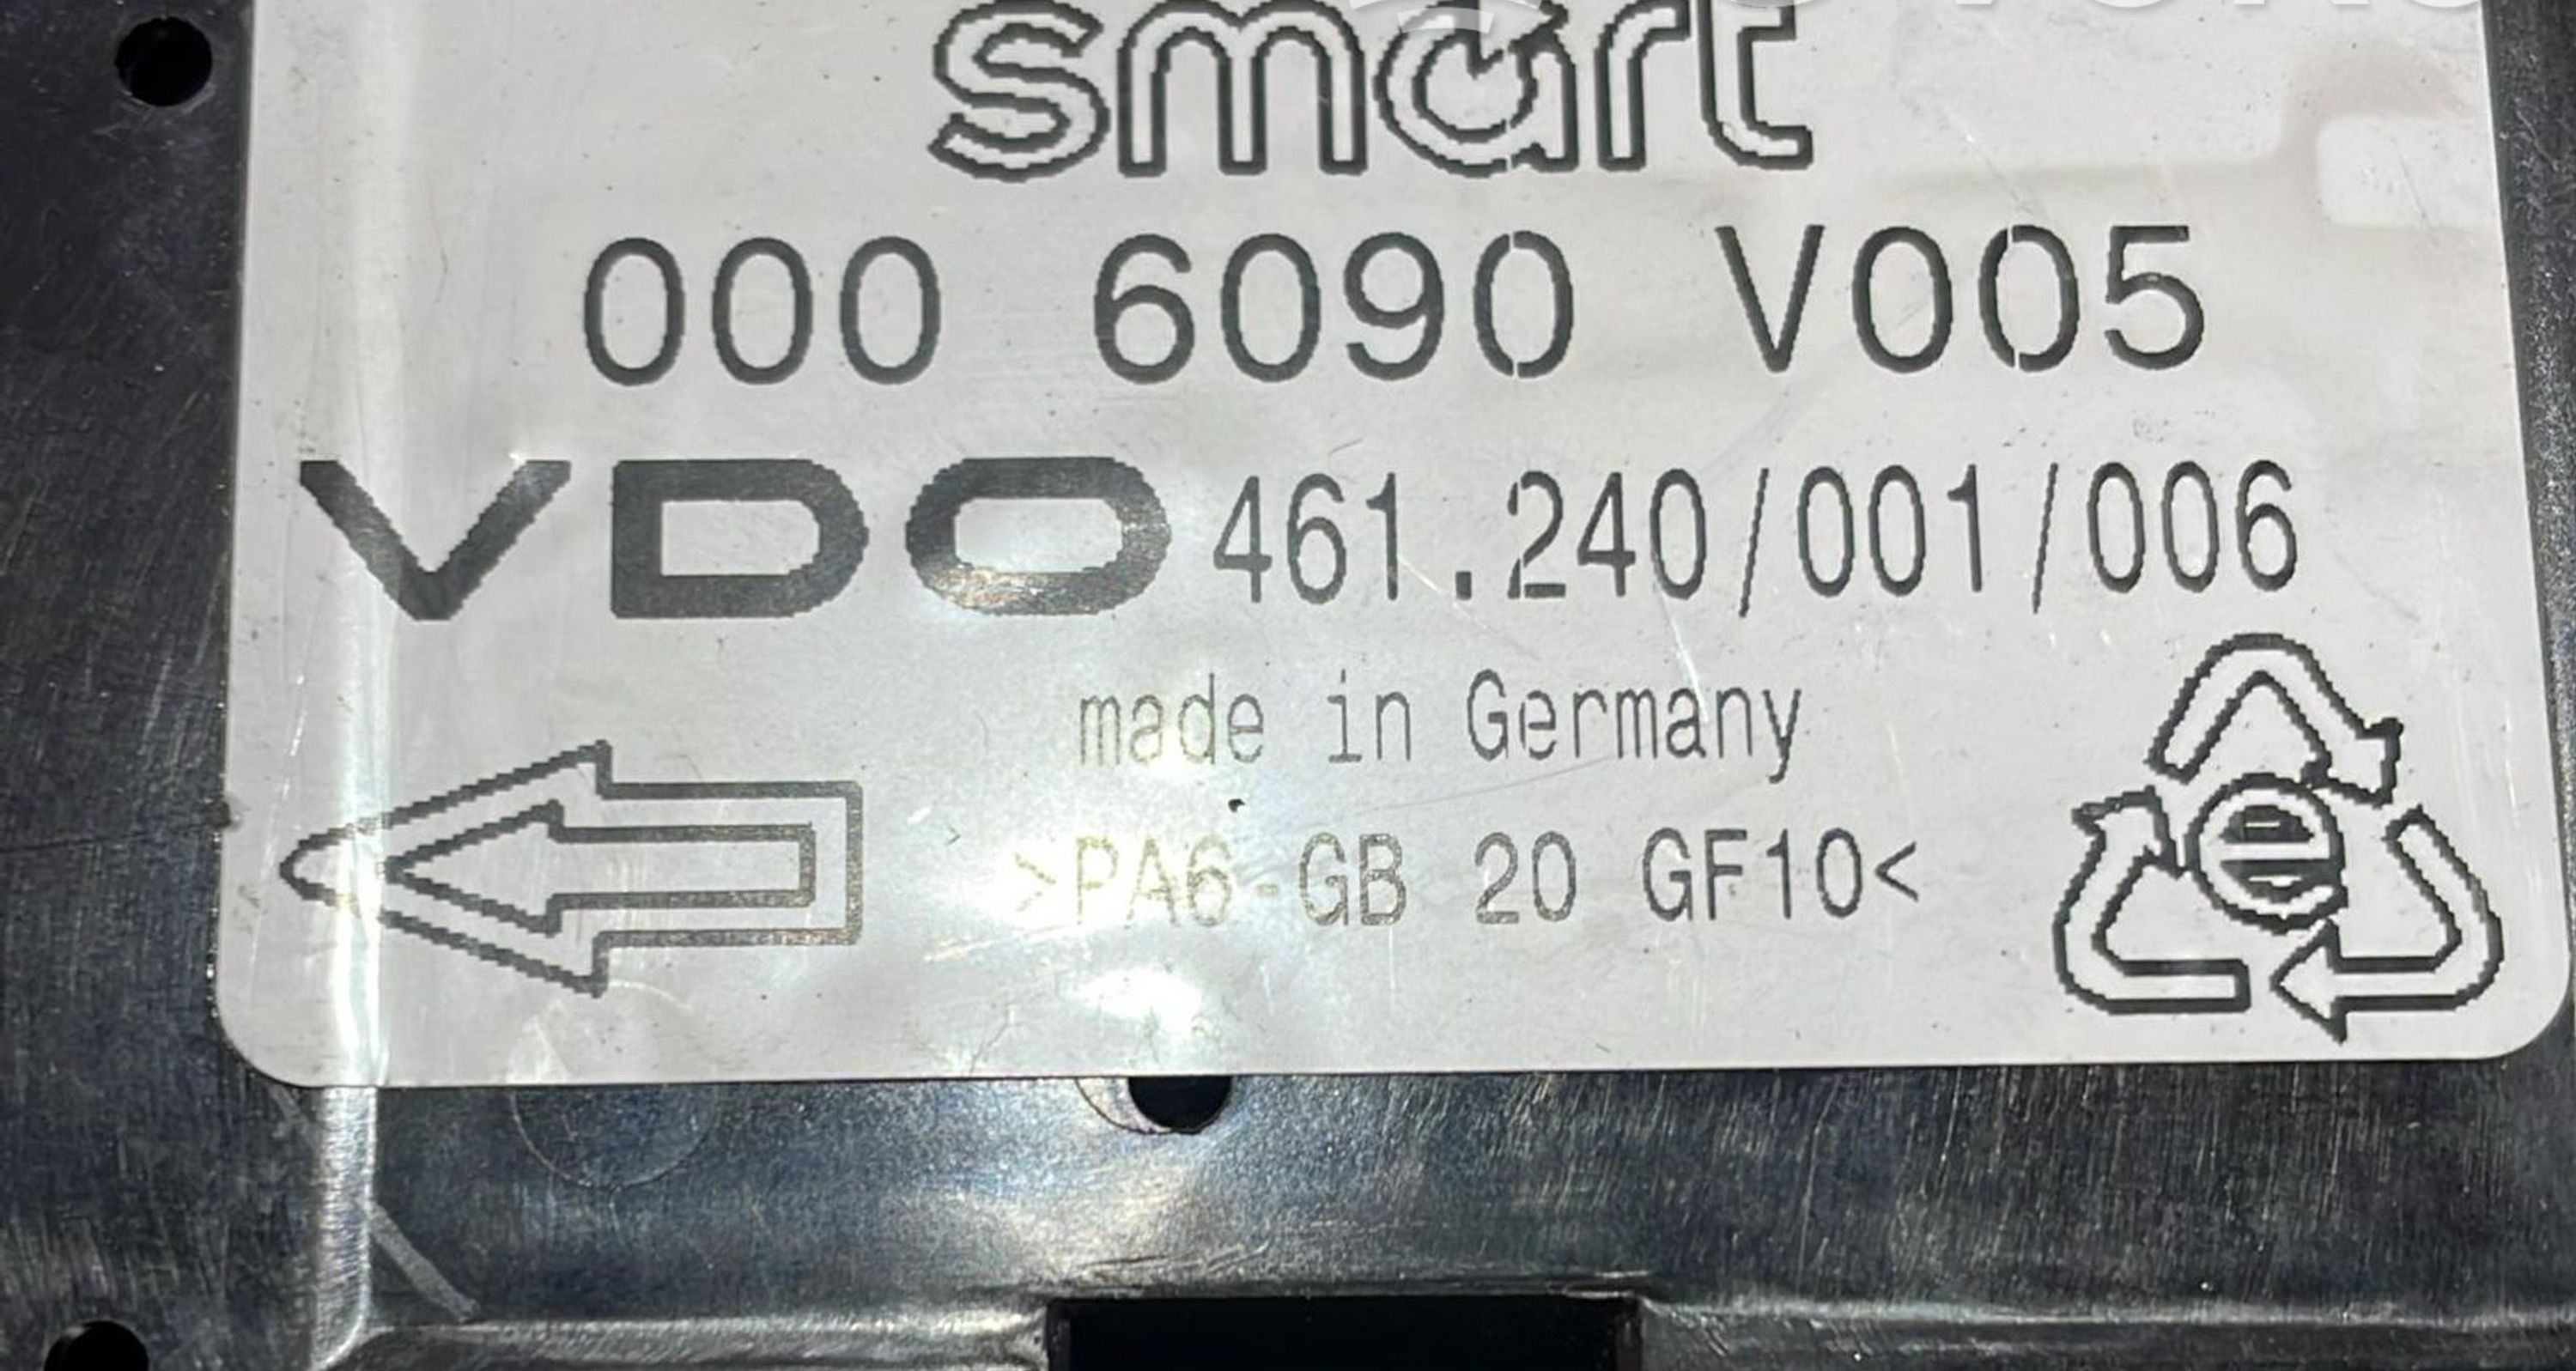 smart
000 6090 V005
VDO 461.240/001/006
made in Germany
>PA6-GB 20 GF10<